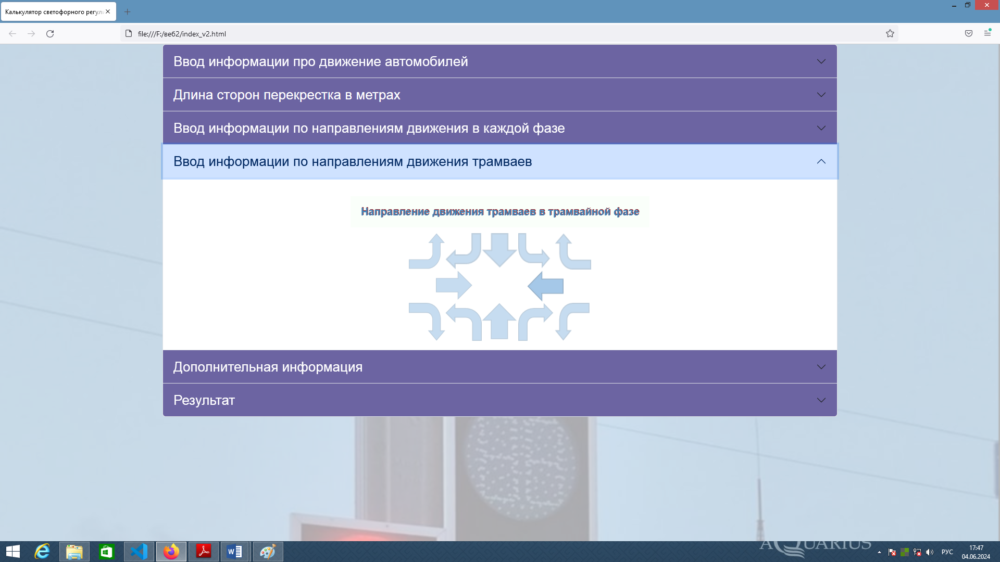 Калькулятор светофорного регул
file:///F:/веб2/index_v2.html
Ввод информации про движение автомобилей
Длина сторон перекрестка в метрах
Ввод информации по направлениям движения в каждой фазе
Ввод информации по направлениям движения трамваев
Направление движения трамваев в трамвайной фазе
Дополнительная информация
Результат
AQUARIUS
РУС
17:47
04.06.2024